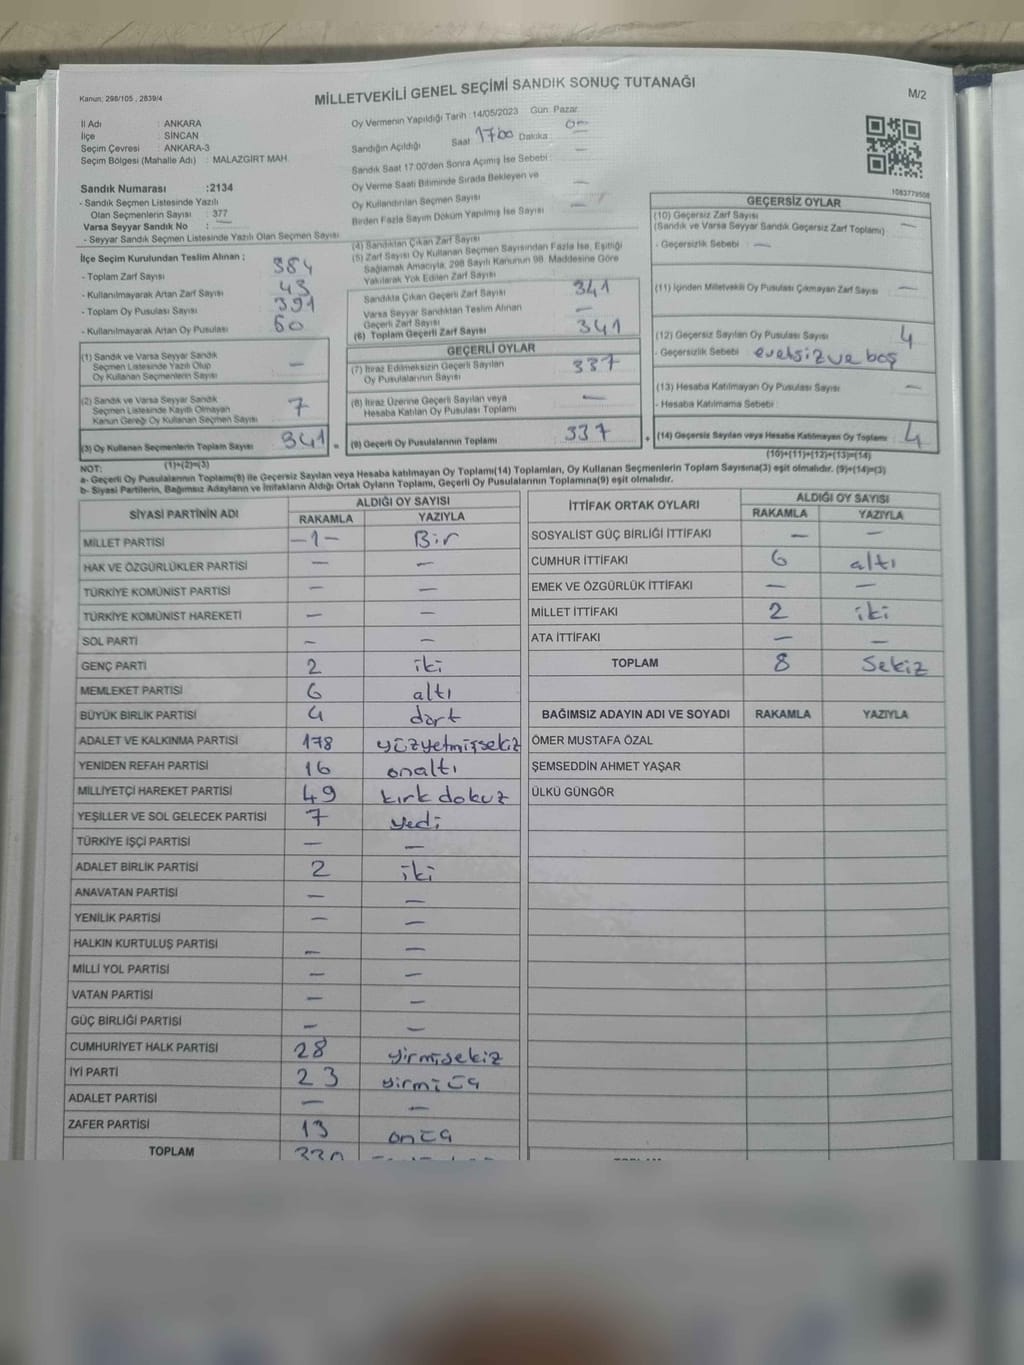 Kanun: 298/105 , 2839/4
MİLLETVEKİLİ GENEL SEÇİMİ SANDIK SONUÇ TUTANAĞI
M/2
İl Adı : ANKARA
İlçe : SİNCAN
Seçim Çevresi : ANKARA-3
Seçim Bölgesi (Mahalle Adı) : MALAZGİRT MAH.
Sandık Numarası :2134
- Sandık Seçmen Listesinde Yazılı
Olan Seçmenlerin Sayısı : 377
Varsa Seyyar Sandık No : —
- Seyyar Sandık Seçmen Listesinde Yazılı Olan Seçmen Sayısı
İlçe Seçim Kurulundan Teslim Alınan ;
- Toplam Zarf Sayısı 384
- Kullanılmayarak Artan Zarf Sayısı 43
- Toplam Oy Pusulası Sayısı 391
- Kullanılmayarak Artan Oy Pusulası 50
Oy Vermenin Yapıldığı Tarih : 14/05/2023 Gün: Pazar
Sandığın Açıldığı Saat 17:00 Dakika :
Sandık Saat 17:00'den Sonra Açımış İse Sebebi : —
Oy Verme Saati Bitiminde Sırada Bekleyen ve
Oy Kullandırılan Seçmen Sayısı —
Birden Fazla Sayım Döküm Yapılmış İse Sayısı —
(4) Sandıktan Çıkan Zarf Sayısı
(5) Zarf Sayısı Oy Kullanan Seçmen Sayısından Fazla İse, Eşitliği
Sağlamak Amacıyla, 298 Sayılı Kanunun 98. Maddesine Göre
Yakılarak Yok Edilen Zarf Sayısı
Sandıkta Çıkan Geçerli Zarf Sayısı 341
Varsa Seyyar Sandıktan Teslim Alınan
Geçerli Zarf Sayısı —
(6) Toplam Geçerli Zarf Sayısı 341
1083779508
GEÇERSİZ OYLAR
(10) Geçersiz Zarf Sayısı
(Sandık ve Varsa Seyyar Sandık Geçersiz Zarf Toplamı) —
- Geçersizlik Sebebi : —
(11) İçinden Milletvekili Oy Pusulası Çıkmayan Zarf Sayısı —
(12) Geçersiz Sayılan Oy Pusulası Sayısı 4
- Geçersizlik Sebebi evetsiz ve boş
(13) Hesaba Katılmayan Oy Pusulası Sayısı —
- Hesaba Katılmama Sebebi :
(14) Geçersiz Sayılan veya Hesaba Katılmayan Oy Toplamı 4
(10)+(11)+(12)+(13)=(14)
(1) Sandık ve Varsa Seyyar Sandık
Seçmen Listesinde Yazılı Olup
Oy Kullanan Seçmenlerin Sayısı —
(2) Sandık ve Varsa Seyyar Sandık
Seçmen Listesinde Kayıtlı Olmayan
Kanun Gereği Oy Kullanan Seçmen Sayısı 7
(3) Oy Kullanan Seçmenlerin Toplam Sayısı 341 =
(1)+(2)=(3)
GEÇERLİ OYLAR
(7) İtiraz Edilmeksizin Geçerli Sayılan
Oy Pusulalarının Sayısı 337
(8) İtiraz Üzerine Geçerli Sayılan veya
Hesaba Katılan Oy Pusulası Toplamı —
(9) Geçerli Oy Pusulalarının Toplamı 337 +
NOT:
a- Geçerli Oy Pusulalarının Toplamı(9) ile Geçersiz Sayılan veya Hesaba katılmayan Oy Toplamı(14) Toplamları, Oy Kullanan Seçmenlerin Toplam Sayısına(3) eşit olmalıdır. (9)+(14)=(3)
b- Siyasi Partilerin, Bağımsız Adayların ve İttifakların Aldığı Ortak Oyların Toplamı, Geçerli Oy Pusulalarının Toplamına(9) eşit olmalıdır.
SİYASİ PARTİNİN ADI ALDIĞI OY SAYISI
RAKAMLA YAZIYLA
MİLLET PARTİSİ —1— Bir
HAK VE ÖZGÜRLÜKLER PARTİSİ — —
TÜRKİYE KOMÜNİST PARTİSİ — —
TÜRKİYE KOMÜNİST HAREKETİ — —
SOL PARTİ — —
GENÇ PARTİ 2 iki
MEMLEKET PARTİSİ 6 altı
BÜYÜK BİRLİK PARTİSİ 4 dört
ADALET VE KALKINMA PARTİSİ 178 yüzyetmişsekiz
YENİDEN REFAH PARTİSİ 16 onaltı
MİLLİYETÇİ HAREKET PARTİSİ 49 kırk dokuz
YEŞİLLER VE SOL GELECEK PARTİSİ 7 yedi
TÜRKİYE İŞÇİ PARTİSİ — —
ADALET BİRLİK PARTİSİ 2 iki
ANAVATAN PARTİSİ — —
YENİLİK PARTİSİ — —
HALKIN KURTULUŞ PARTİSİ — —
MİLLİ YOL PARTİSİ — —
VATAN PARTİSİ — —
GÜÇ BİRLİĞİ PARTİSİ — —
CUMHURİYET HALK PARTİSİ 28 yirmisekiz
İYİ PARTİ 23 yirmi üç
ADALET PARTİSİ — —
ZAFER PARTİSİ 13 onüç
TOPLAM
İTTİFAK ORTAK OYLARI ALDIĞI OY SAYISI
RAKAMLA YAZIYLA
SOSYALİST GÜÇ BİRLİĞİ İTTİFAKI — —
CUMHUR İTTİFAKI 6 altı
EMEK VE ÖZGÜRLÜK İTTİFAKI — —
MİLLET İTTİFAKI 2 iki
ATA İTTİFAKI — —
TOPLAM 8 Sekiz
BAĞIMSIZ ADAYIN ADI VE SOYADI RAKAMLA YAZIYLA
ÖMER MUSTAFA ÖZAL
ŞEMSEDDİN AHMET YAŞAR
ÜLKÜ GÜNGÖR